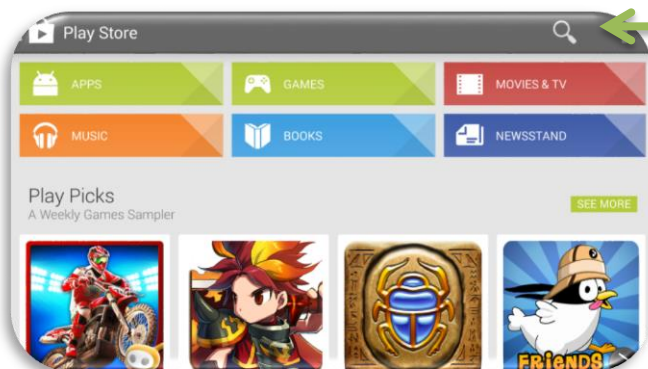 Play Store
APPS
GAMES
MOVIES & TV
MUSIC
BOOKS
NEWSSTAND
Play Picks
A Weekly Games Sampler
SEE MORE
FRIENDS